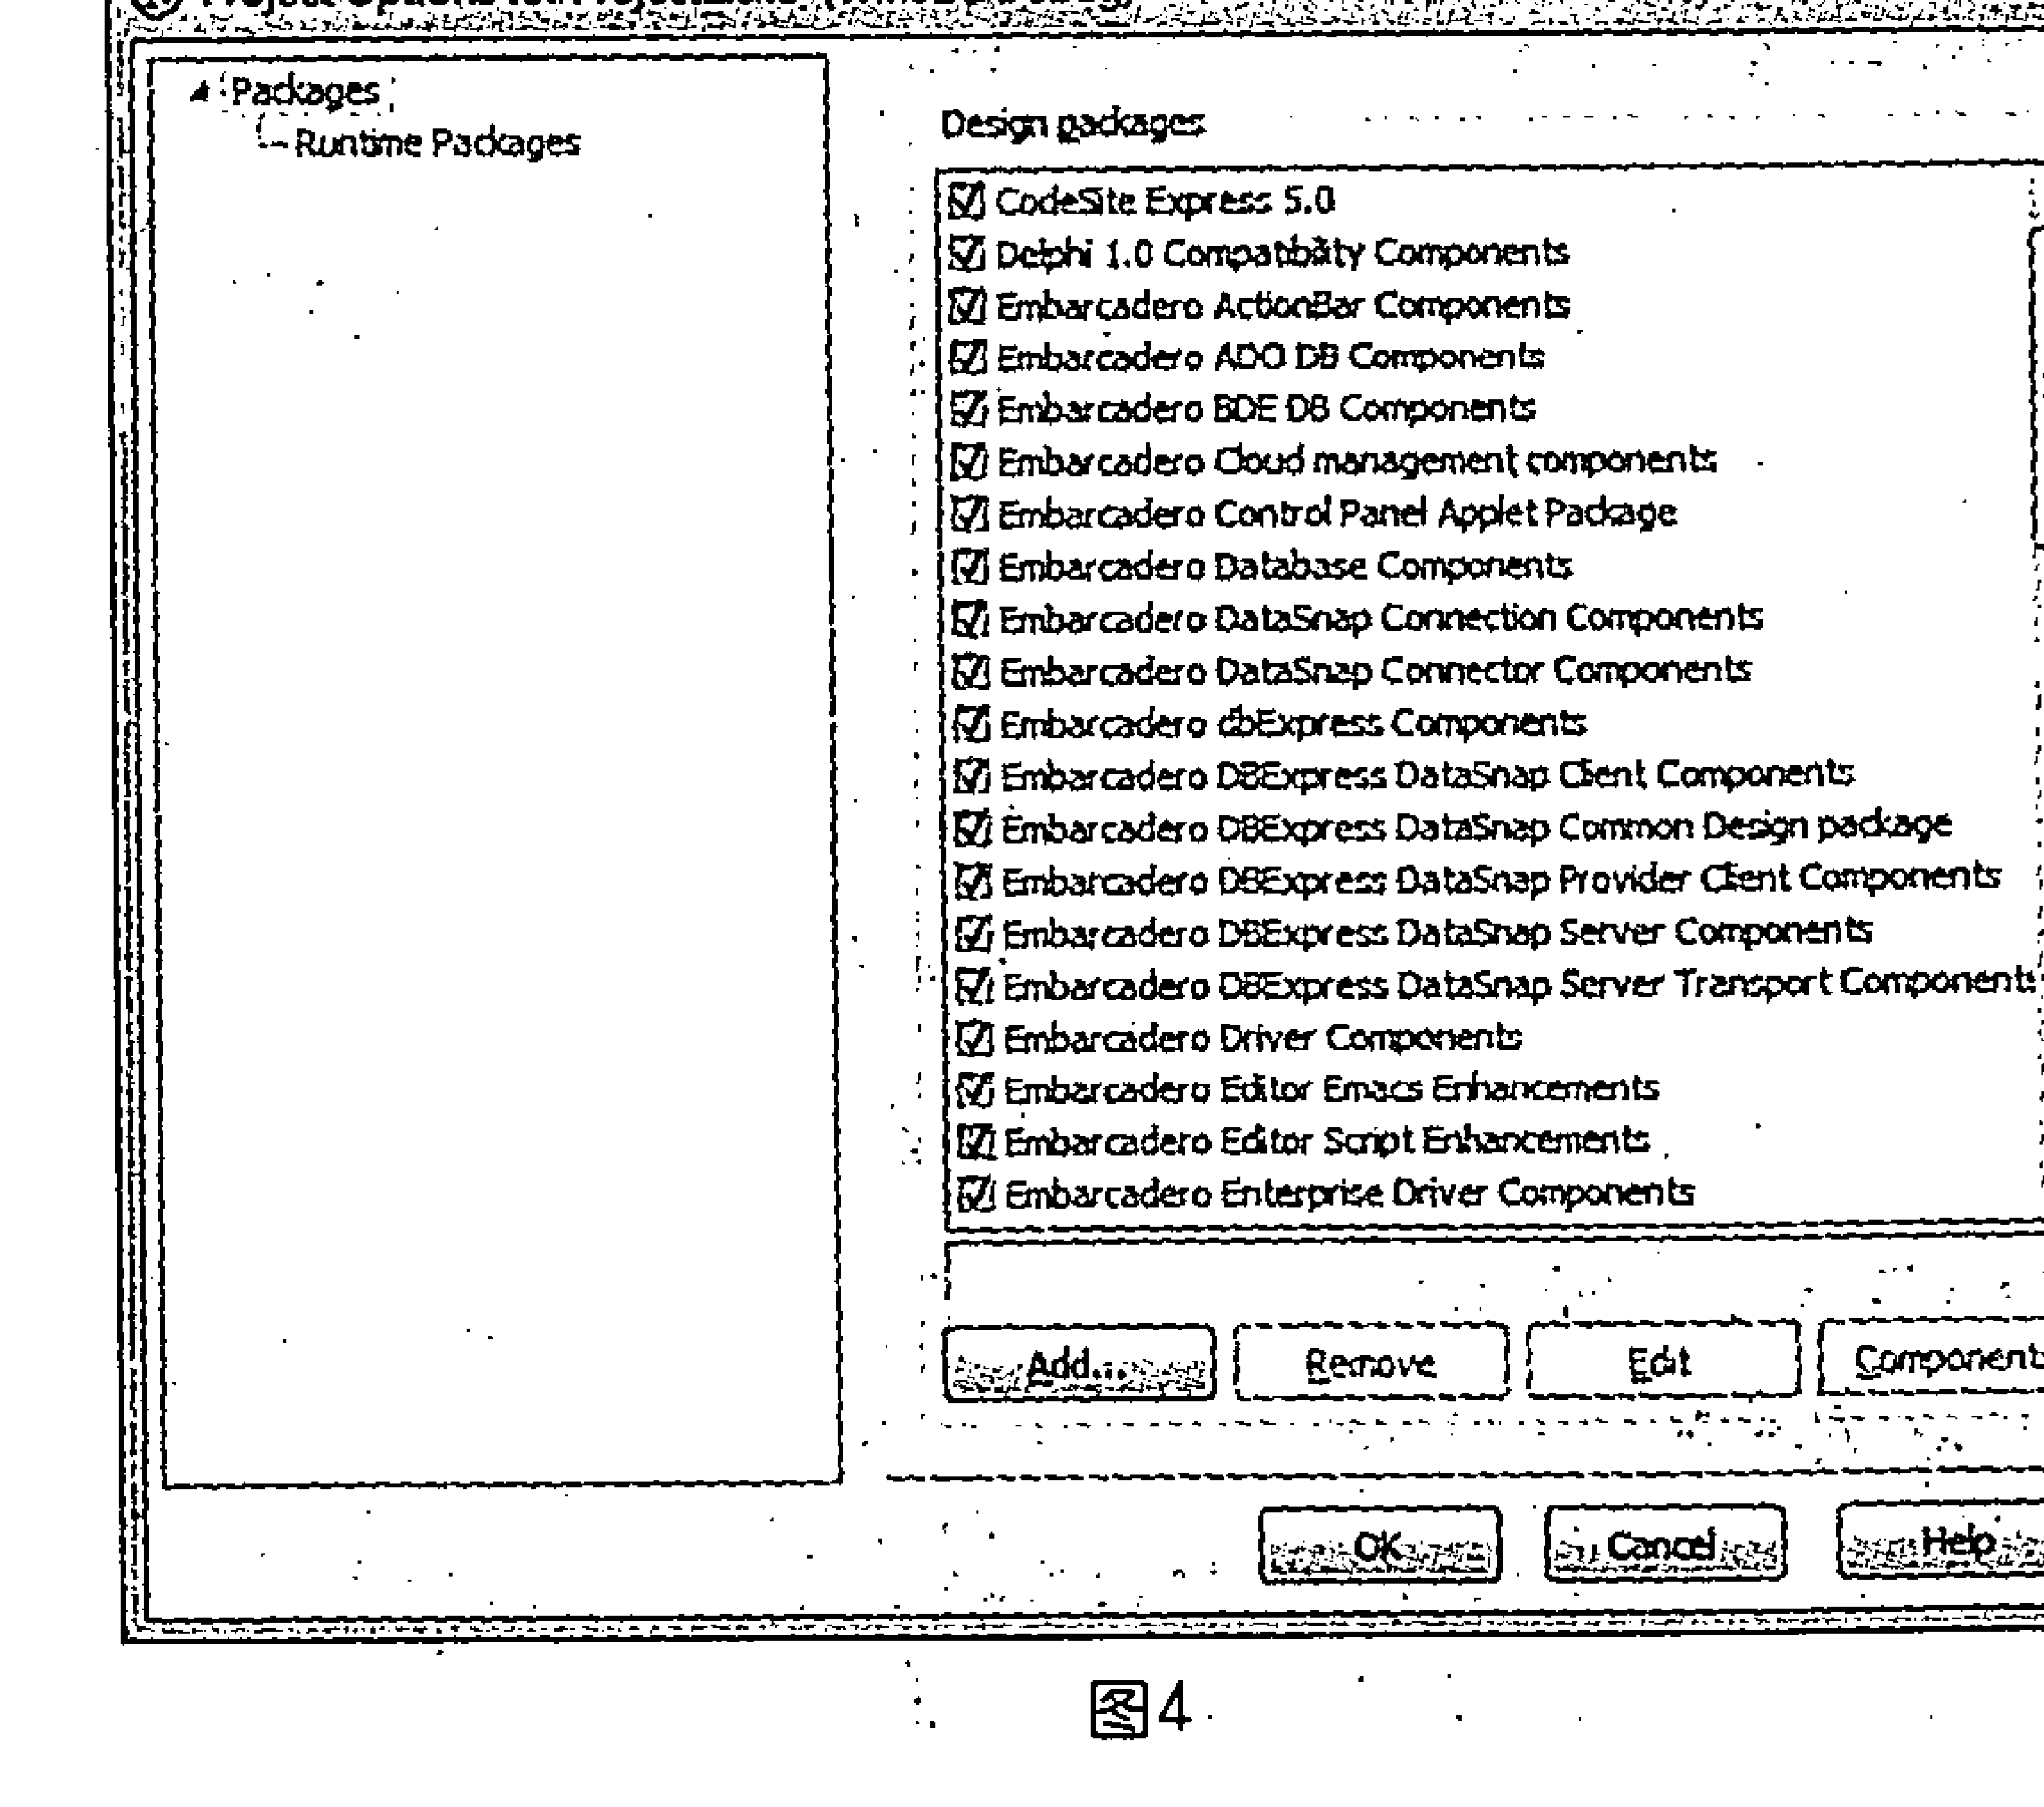 Project Options for
Packages
Runtime Packages
Design packages
CodeSite Express 5.0
Delphi 1.0 Compatibility Components
Embarcadero ActionBar Components
Embarcadero ADO DB Components
Embarcadero BDE DB Components
Embarcadero Cloud management components
Embarcadero Control Panel Applet Package
Embarcadero Database Components
Embarcadero DataSnap Connection Components
Embarcadero DataSnap Connector Components
Embarcadero dbExpress Components
Embarcadero DBExpress DataSnap Client Components
Embarcadero DBExpress DataSnap Common Design package
Embarcadero DBExpress DataSnap Provider Client Components
Embarcadero DBExpress DataSnap Server Components
Embarcadero DBExpress DataSnap Server Transport Components
Embarcadero Driver Components
Embarcadero Editor Emacs Enhancements
Embarcadero Editor Script Enhancements
Embarcadero Enterprise Driver Components
Add... Remove Edit Component
OK Cancel Help
图4